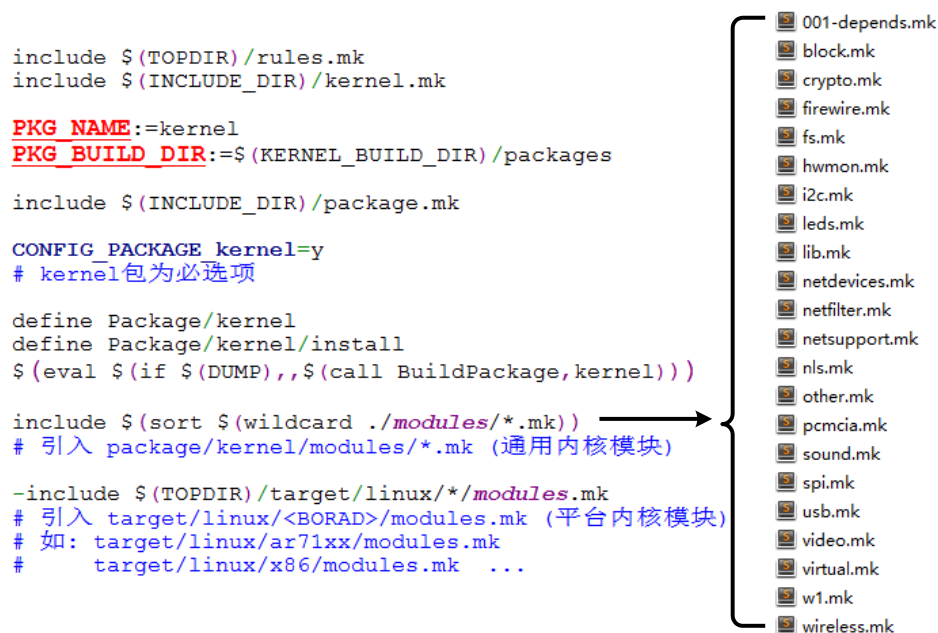 include $(TOPDIR)/rules.mk
include $(INCLUDE_DIR)/kernel.mk
PKG_NAME:=kernel
PKG_BUILD_DIR:=$(KERNEL_BUILD_DIR)/packages
include $(INCLUDE_DIR)/package.mk
CONFIG_PACKAGE_kernel=y
# kernel包为必选项
define Package/kernel
define Package/kernel/install
$(eval $(if $(DUMP),,$(call BuildPackage,kernel)))
include $(sort $(wildcard ./modules/*.mk))
# 引入 package/kernel/modules/*.mk (通用内核模块)
-include $(TOPDIR)/target/linux/*/modules.mk
# 引入 target/linux/<BORAD>/modules.mk (平台内核模块)
# 如: target/linux/ar71xx/modules.mk
# target/linux/x86/modules.mk ...
001-depends.mk
block.mk
crypto.mk
firewire.mk
fs.mk
hwmon.mk
i2c.mk
leds.mk
lib.mk
netdevices.mk
netfilter.mk
netsupport.mk
nls.mk
other.mk
pcmcia.mk
sound.mk
spi.mk
usb.mk
video.mk
virtual.mk
w1.mk
wireless.mk